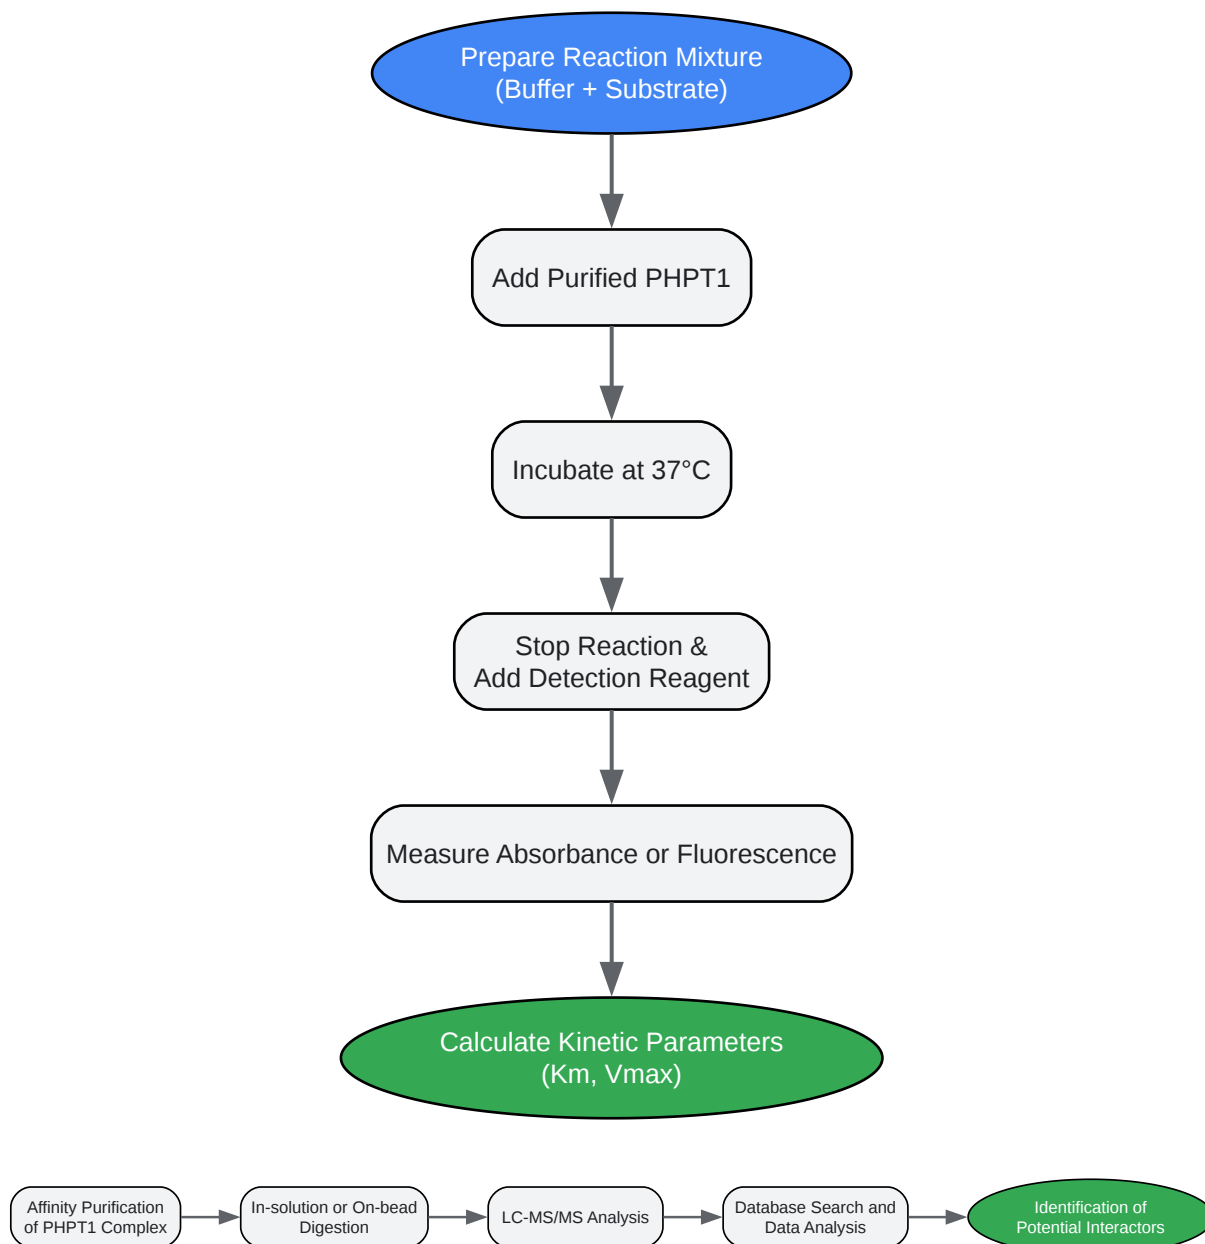 Prepare Reaction Mixture
(Buffer + Substrate)
Add Purified PHPT1
Incubate at 37°C
Stop Reaction &
Add Detection Reagent
Measure Absorbance or Fluorescence
Calculate Kinetic Parameters
(Km, Vmax)
Affinity Purification
of PHPT1 Complex
In-solution or On-bead
Digestion
LC-MS/MS Analysis
Database Search and
Data Analysis
Identification of
Potential Interactors